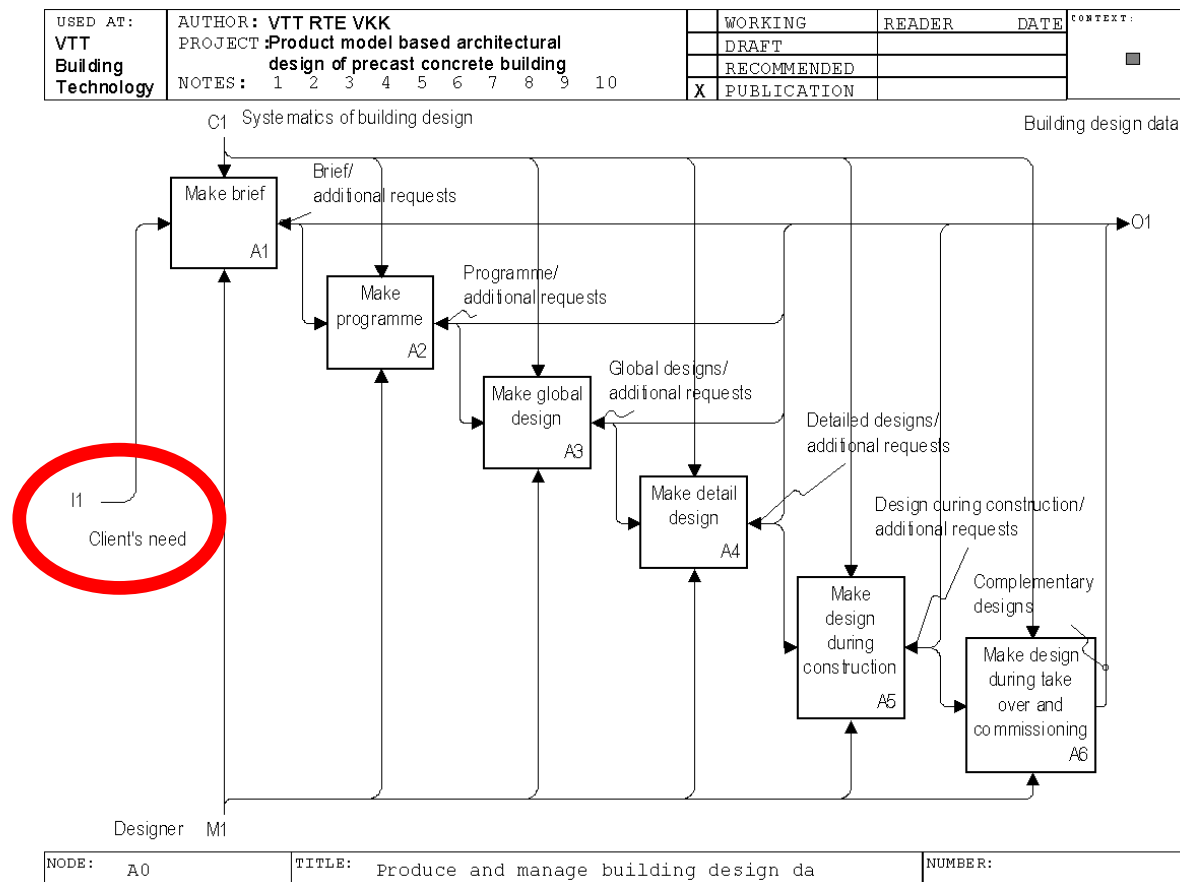 USED AT:
VTT
Building
Technology
AUTHOR: VTT RTE VKK
PROJECT: Product model based architectural
design of precast concrete building
NOTES: 1 2 3 4 5 6 7 8 9 10
WORKING
DRAFT
RECOMMENDED
X PUBLICATION
READER DATE
CONTEXT:
C1 Systematics of building design
Building design data
Brief/
additional requests
Make brief
A1
O1
Programme/
additional requests
Make
programme
A2
Global designs/
additional requests
Make global
design
A3
Detailed designs/
additional requests
Make detail
design
A4
I1
Client's need
Design during construction/
additional requests
Make
design
during
construction
A5
Complementary
designs
Make design
during take
over and
commissioning
A6
Designer M1
NODE: A0
TITLE: Produce and manage building design da
NUMBER: